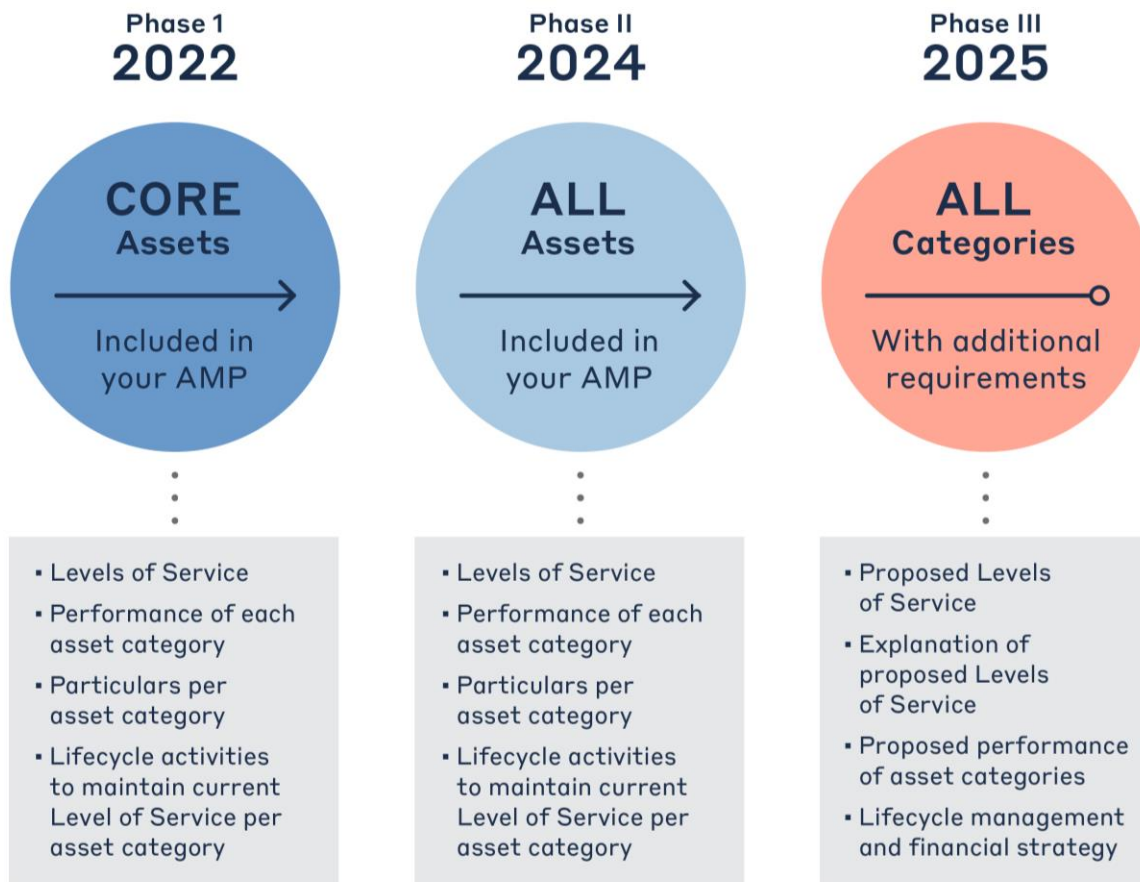 Phase 1
2022
CORE
Assets
Included in
your AMP
▪ Levels of Service
▪ Performance of each
asset category
▪ Particulars per
asset category
▪ Lifecycle activities
to maintain current
Level of Service per
asset category
Phase II
2024
ALL
Assets
Included in
your AMP
▪ Levels of Service
▪ Performance of each
asset category
▪ Particulars per
asset category
▪ Lifecycle activities
to maintain current
Level of Service per
asset category
Phase III
2025
ALL
Categories
With additional
requirements
▪ Proposed Levels
of Service
▪ Explanation of
proposed Levels
of Service
▪ Proposed performance
of asset categories
▪ Lifecycle management
and financial strategy